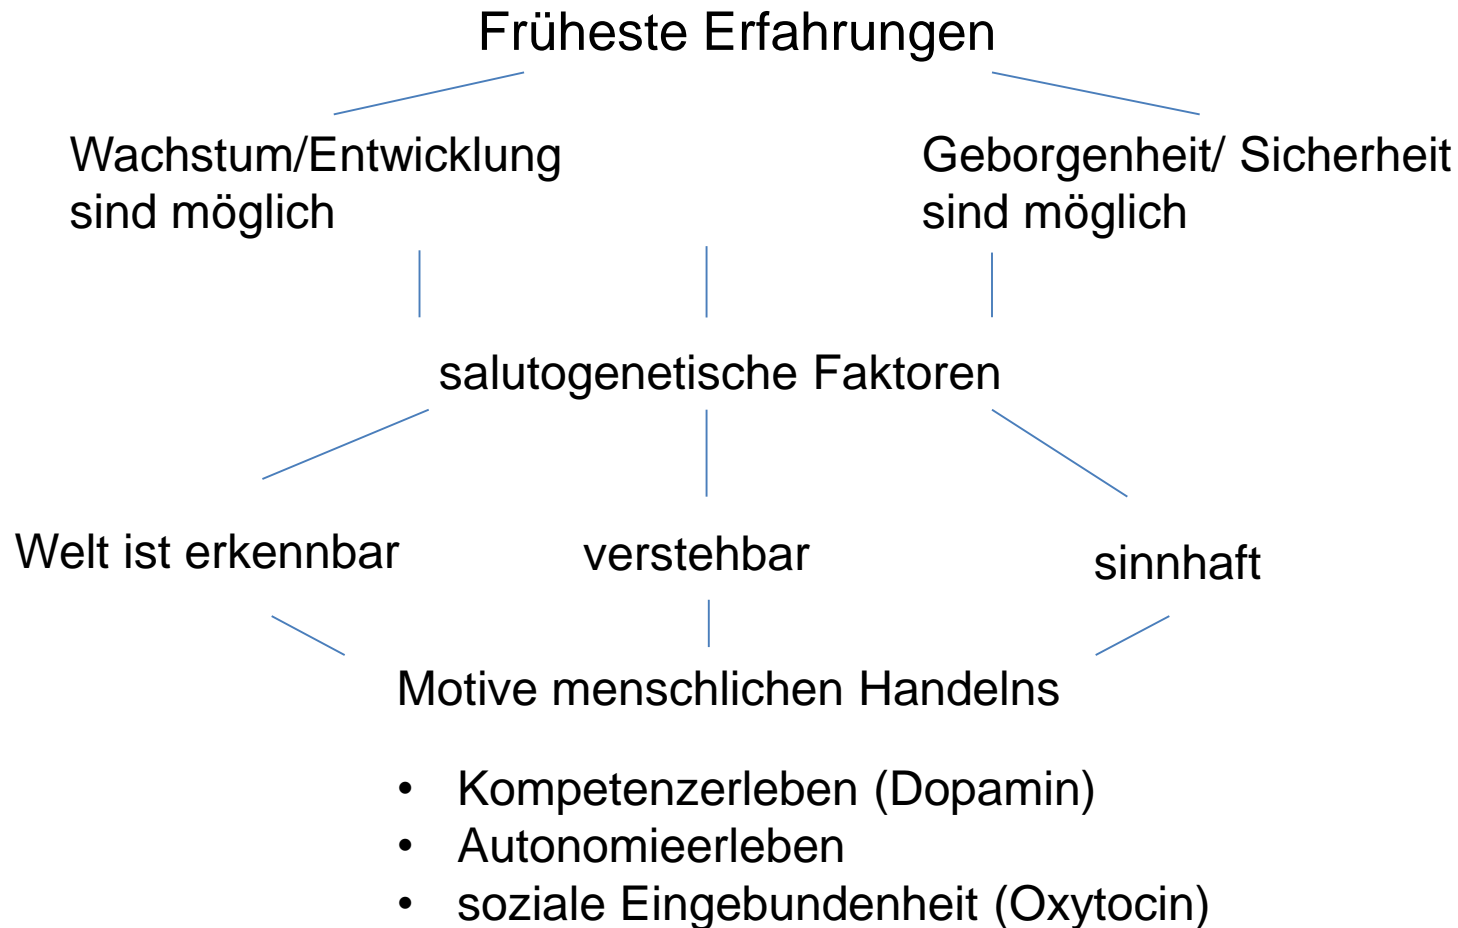 Früheste Erfahrungen
Wachstum/Entwicklung
sind möglich
Geborgenheit/ Sicherheit
sind möglich
salutogenetische Faktoren
Welt ist erkennbar
verstehbar
sinnhaft
Motive menschlichen Handelns
• Kompetenzerleben (Dopamin)
• Autonomieerleben
• soziale Eingebundenheit (Oxytocin)